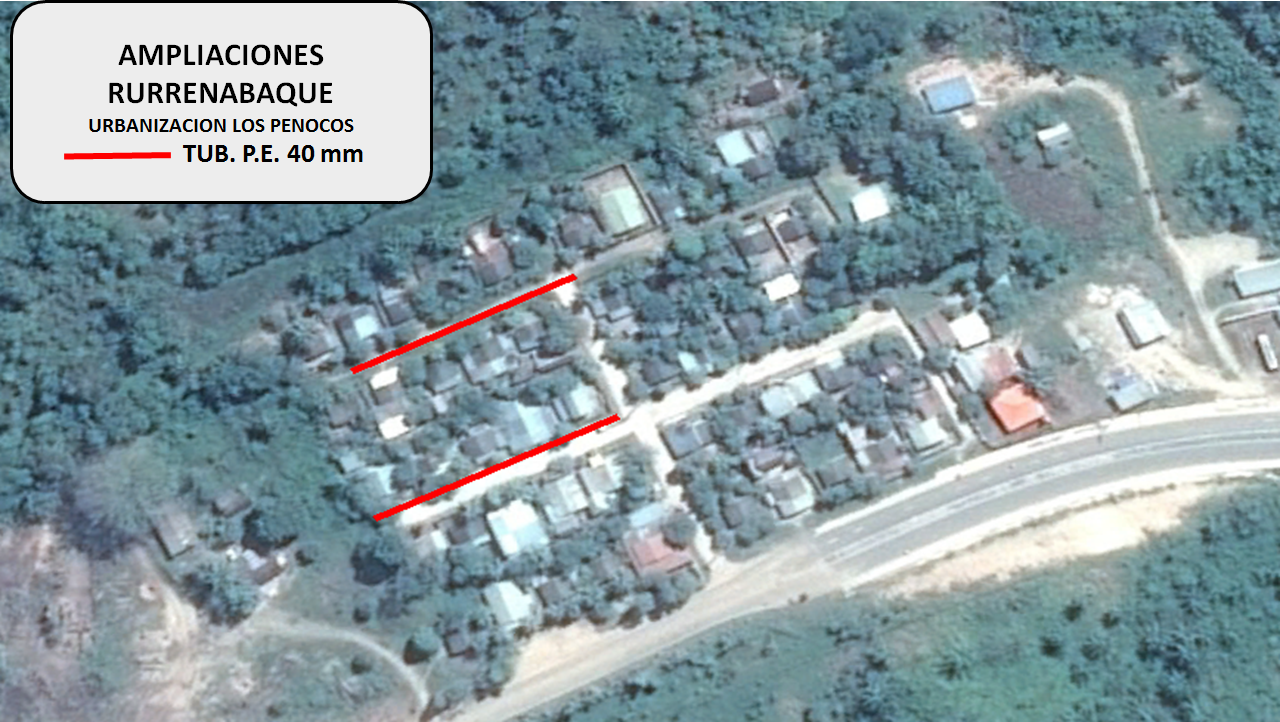 AMPLIACIONES
RURRENABAQUE
URBANIZACION LOS PENOCOS
TUB. P.E. 40 mm